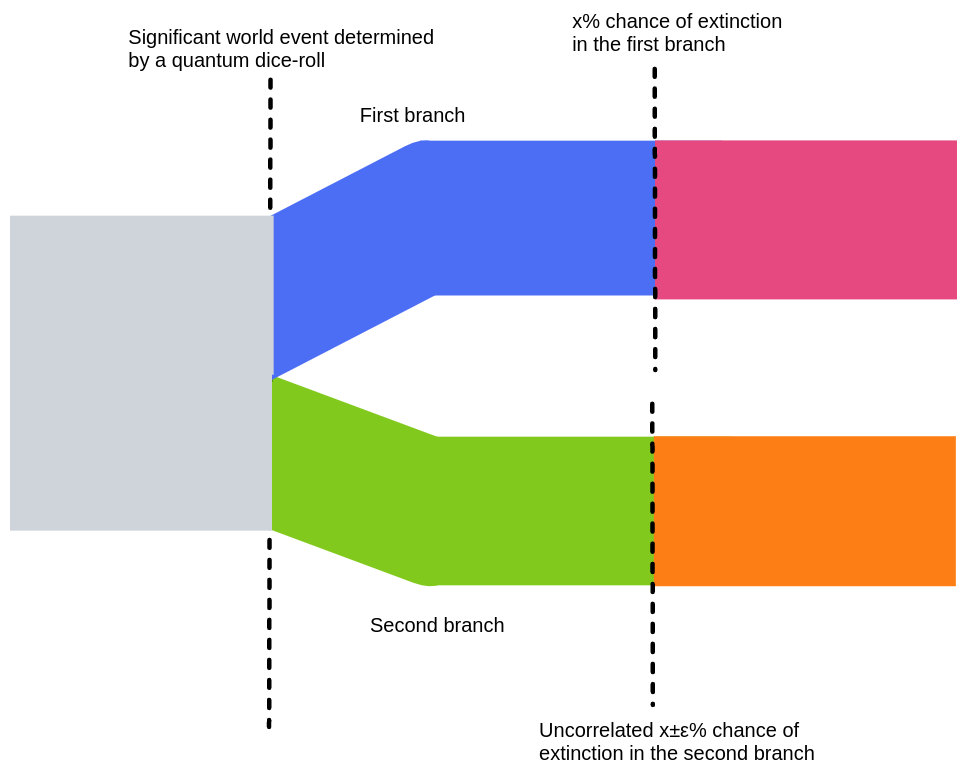 Significant world event determined
by a quantum dice-roll
x% chance of extinction
in the first branch
First branch
Second branch
Uncorrelated x±ε% chance of
extinction in the second branch